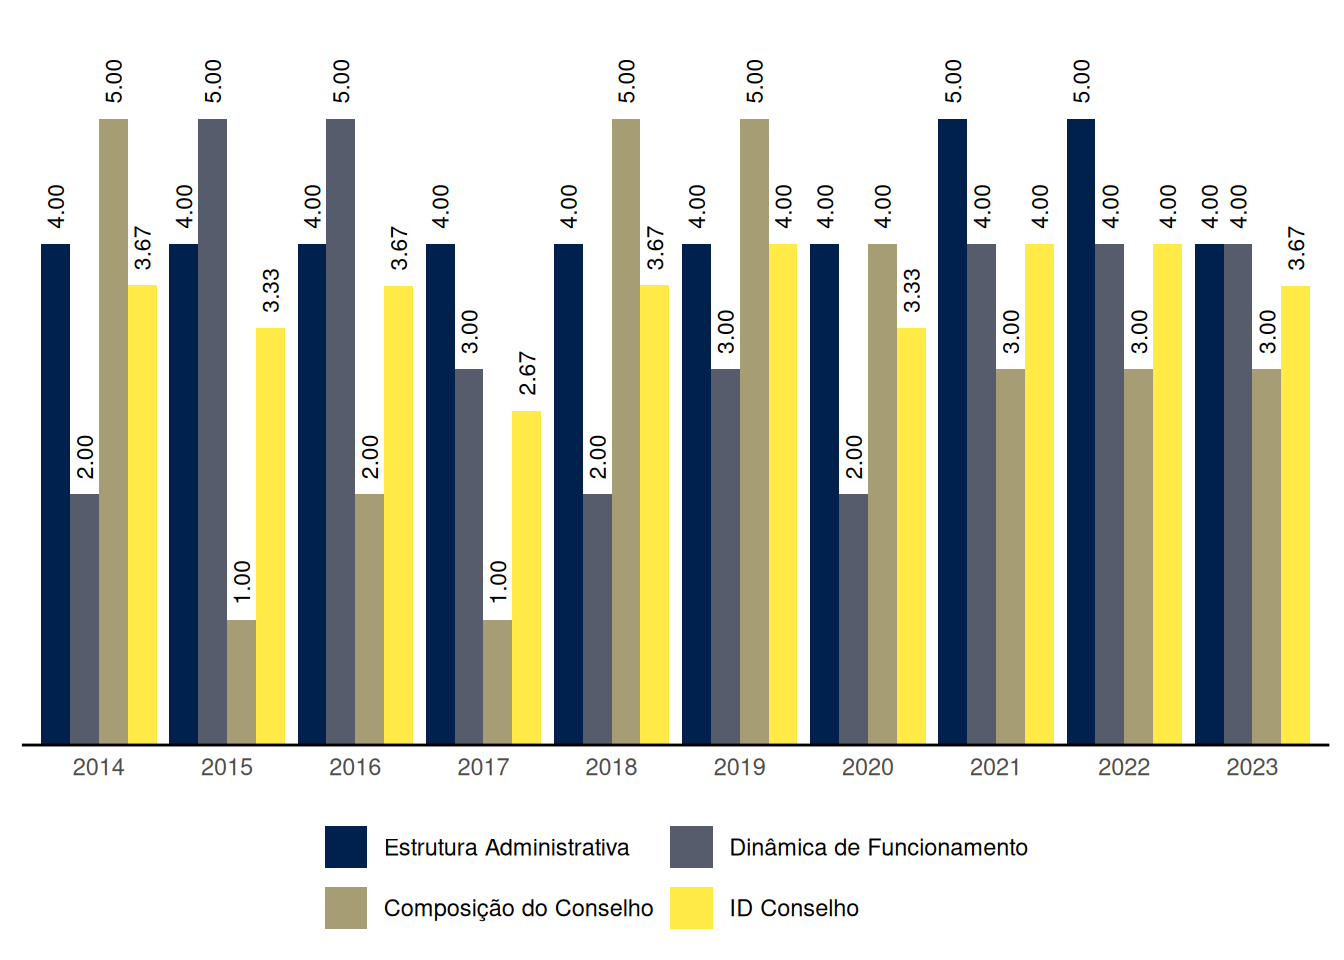 4.00 2.00 5.00 3.67 4.00 5.00 1.00 3.33 4.00 5.00 2.00 3.67 4.00 3.00 1.00 2.67 4.00 2.00 5.00 3.67 4.00 3.00 5.00 4.00 4.00 2.00 4.00 3.33 5.00 4.00 3.00 4.00 5.00 4.00 3.00 4.00 4.00 4.00 3.00 3.67
2014 2015 2016 2017 2018 2019 2020 2021 2022 2023
Estrutura Administrativa Dinâmica de Funcionamento
Composição do Conselho ID Conselho